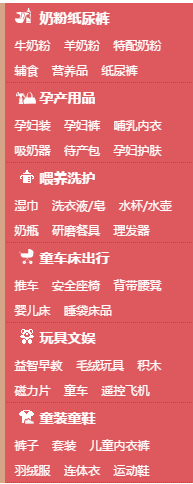 奶粉纸尿裤
牛奶粉 羊奶粉 特配奶粉
辅食 营养品 纸尿裤
孕产用品
孕妇装 孕妇裤 哺乳内衣
吸奶器 待产包 孕妇护肤
喂养洗护
湿巾 洗衣液/皂 水杯/水壶
奶瓶 研磨餐具 理发器
童车床出行
推车 安全座椅 背带腰凳
婴儿床 睡袋床品
玩具文娱
益智早教 毛绒玩具 积木
磁力片 童车 遥控飞机
童装童鞋
裤子 套装 儿童内衣裤
羽绒服 连体衣 运动鞋